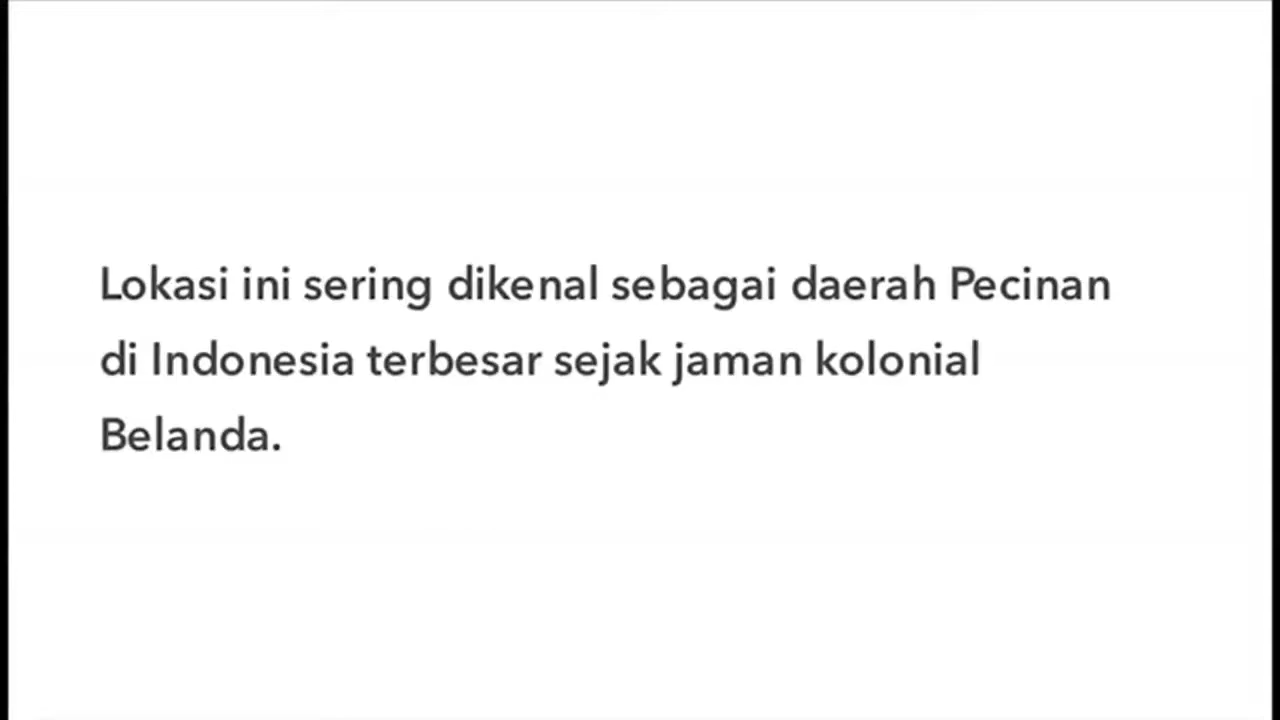 Lokasi ini sering dikenal sebagai daerah Pecinan
di Indonesia terbesar sejak jaman kolonial
Belanda.